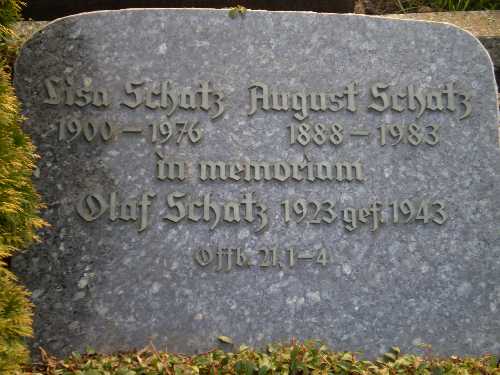 Lisa Schatz August Schatz
1900 – 1976 1888 – 1983
in memoriam
Olaf Schatz 1923 gef. 1943
Offb. 21, 1–4